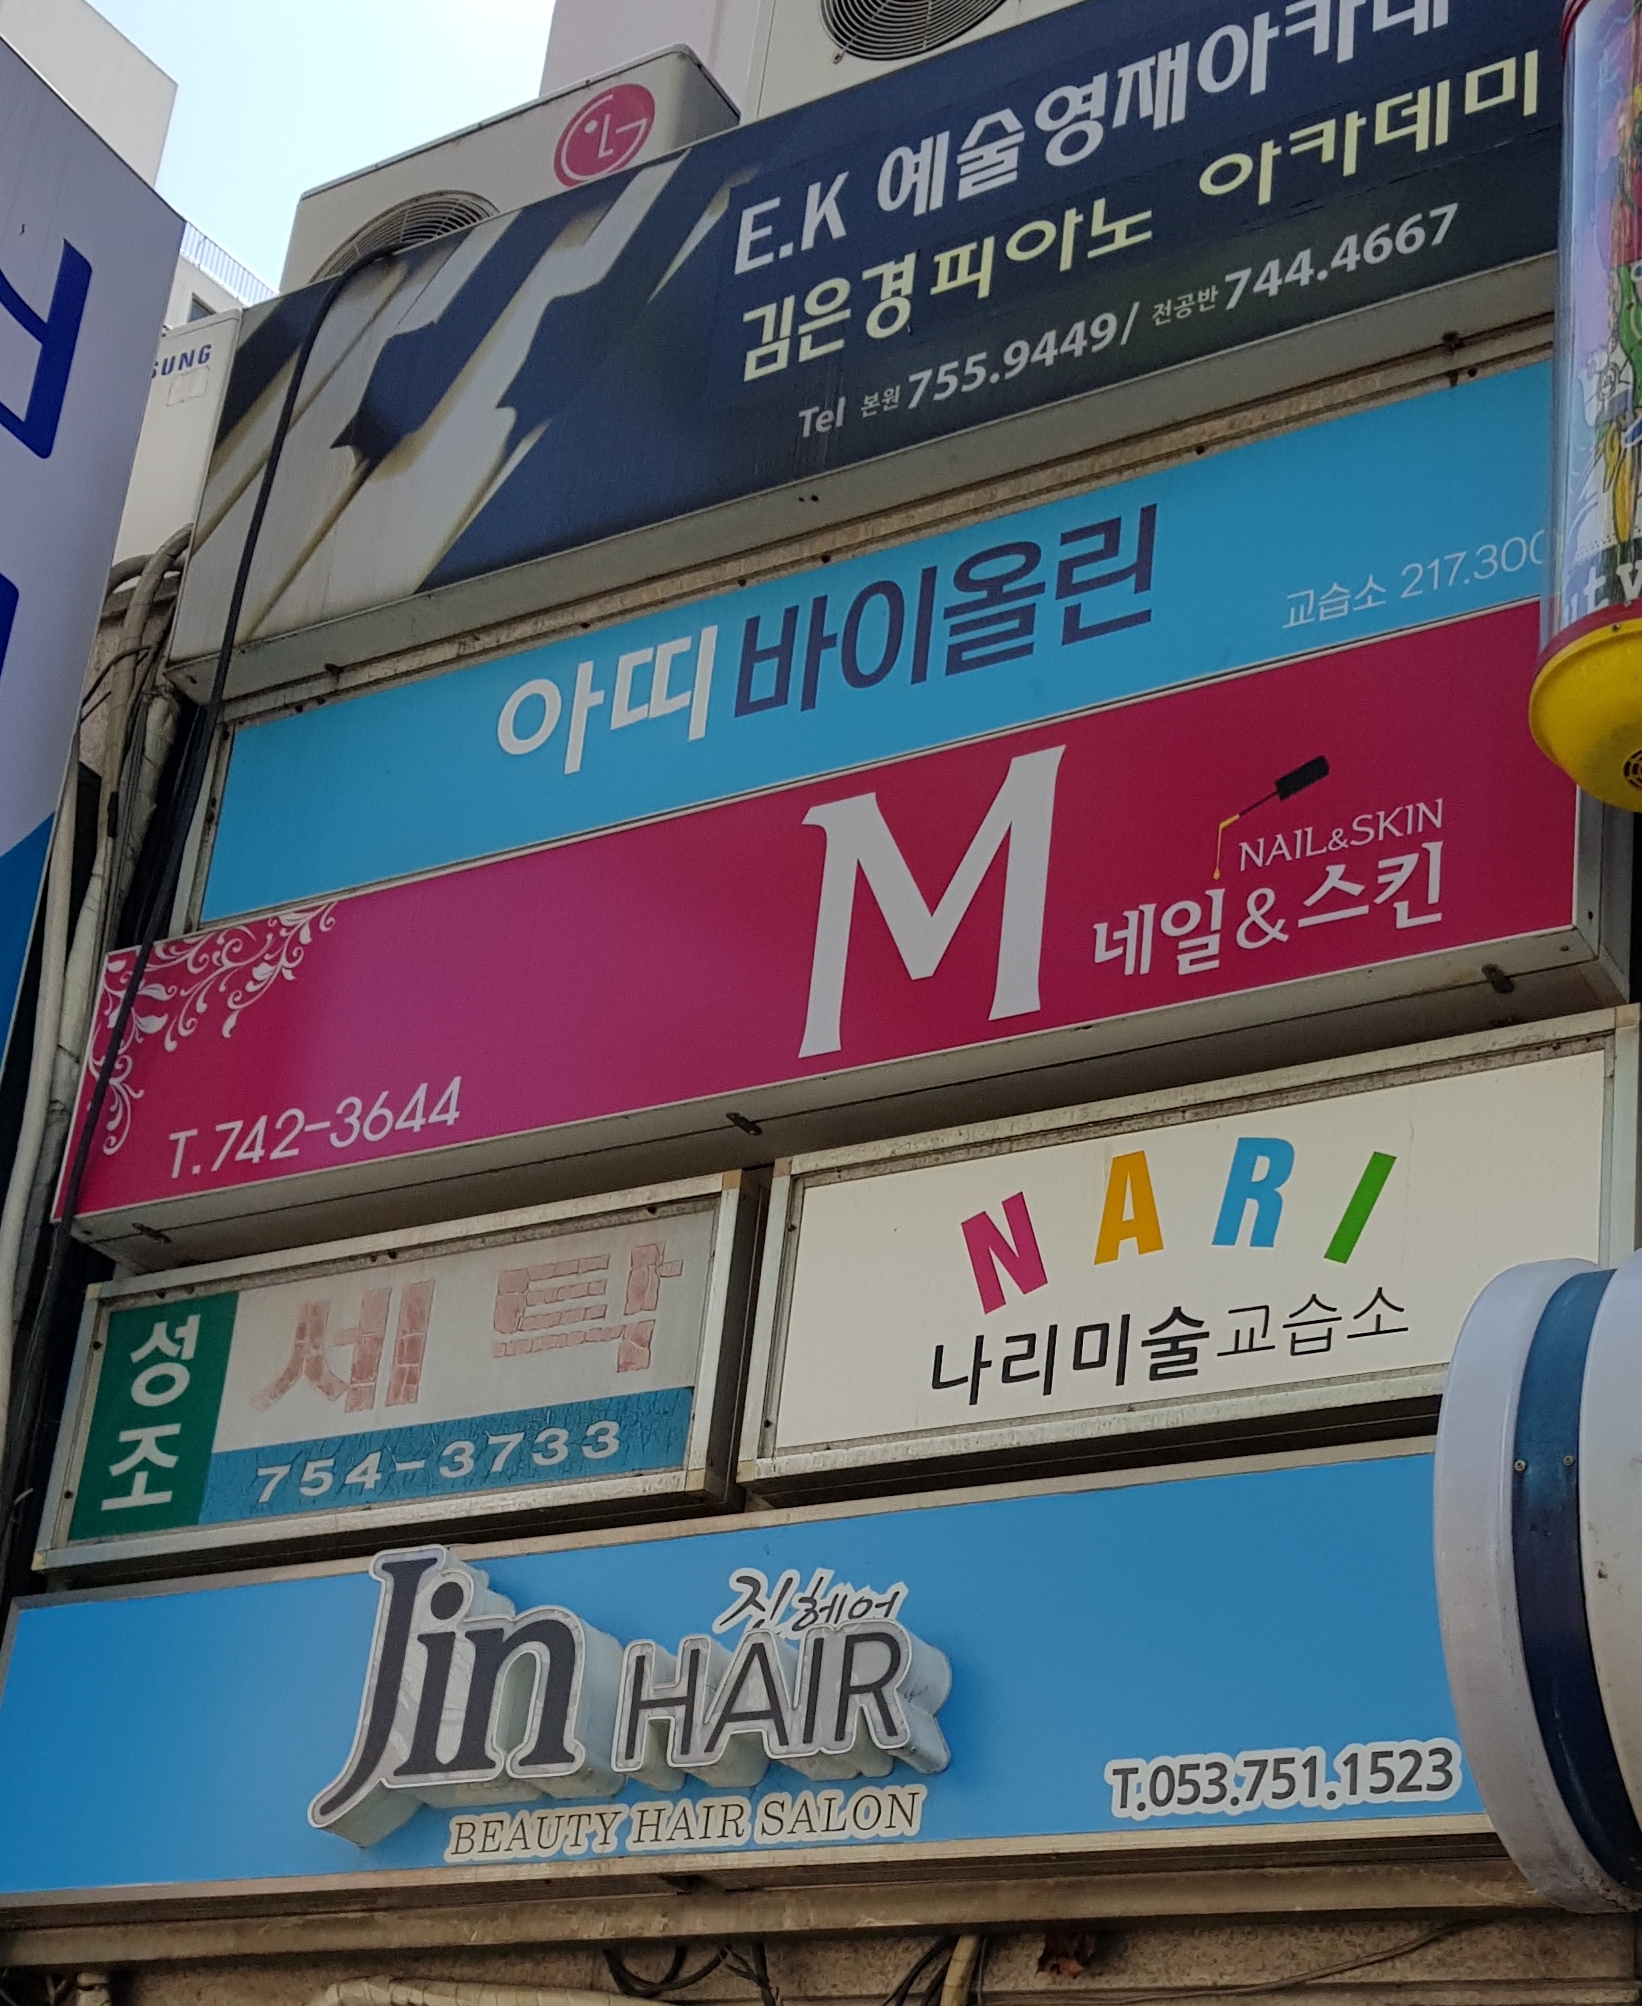 LG
E.K 예술영재아카데
김은경피아노 아카데미
Tel 본원 755.9449/ 전공반 744.4667
SUNG
아띠 바이올린
교습소 217.300
M
NAIL&SKIN
네일&스킨
T.742-3644
NARI
나리미술교습소
성조
세탁
754-3733
진헤어
Jin HAIR
BEAUTY HAIR SALON
T.053.751.1523